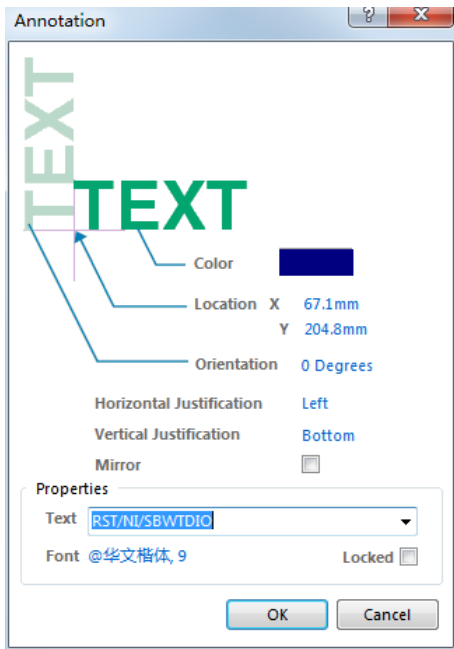 Annotation
TEXT
TEXT
Color
Location X 67.1mm
Y 204.8mm
Orientation 0 Degrees
Horizontal Justification Left
Vertical Justification Bottom
Mirror
Properties
Text RST/NI/SBWTDIO
Font @华文楷体, 9 Locked
OK Cancel